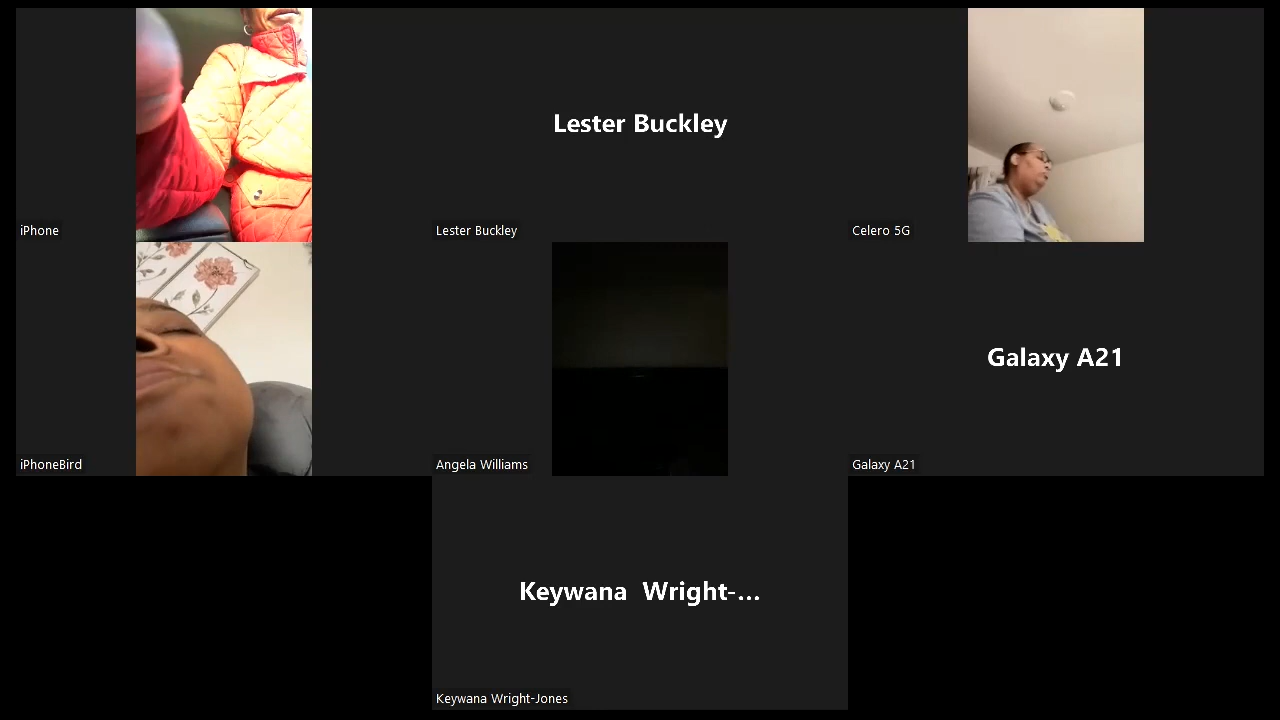 Lester Buckley
iPhone
Lester Buckley
Celero 5G
Galaxy A21
iPhoneBird
Angela Williams
Galaxy A21
Keywana Wright-...
Keywana Wright-Jones